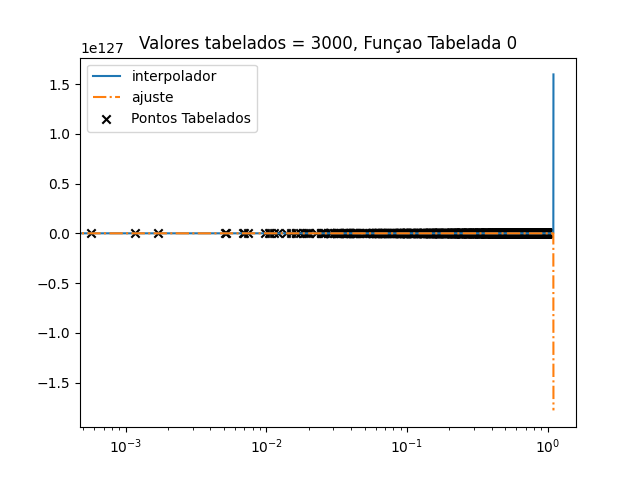 Valores tabelados = 3000, Funçao Tabelada 0
1e127
interpolador
ajuste
Pontos Tabelados
1.5
1.0
0.5
0.0
−0.5
−1.0
−1.5
10⁻³
10⁻²
10⁻¹
10⁰